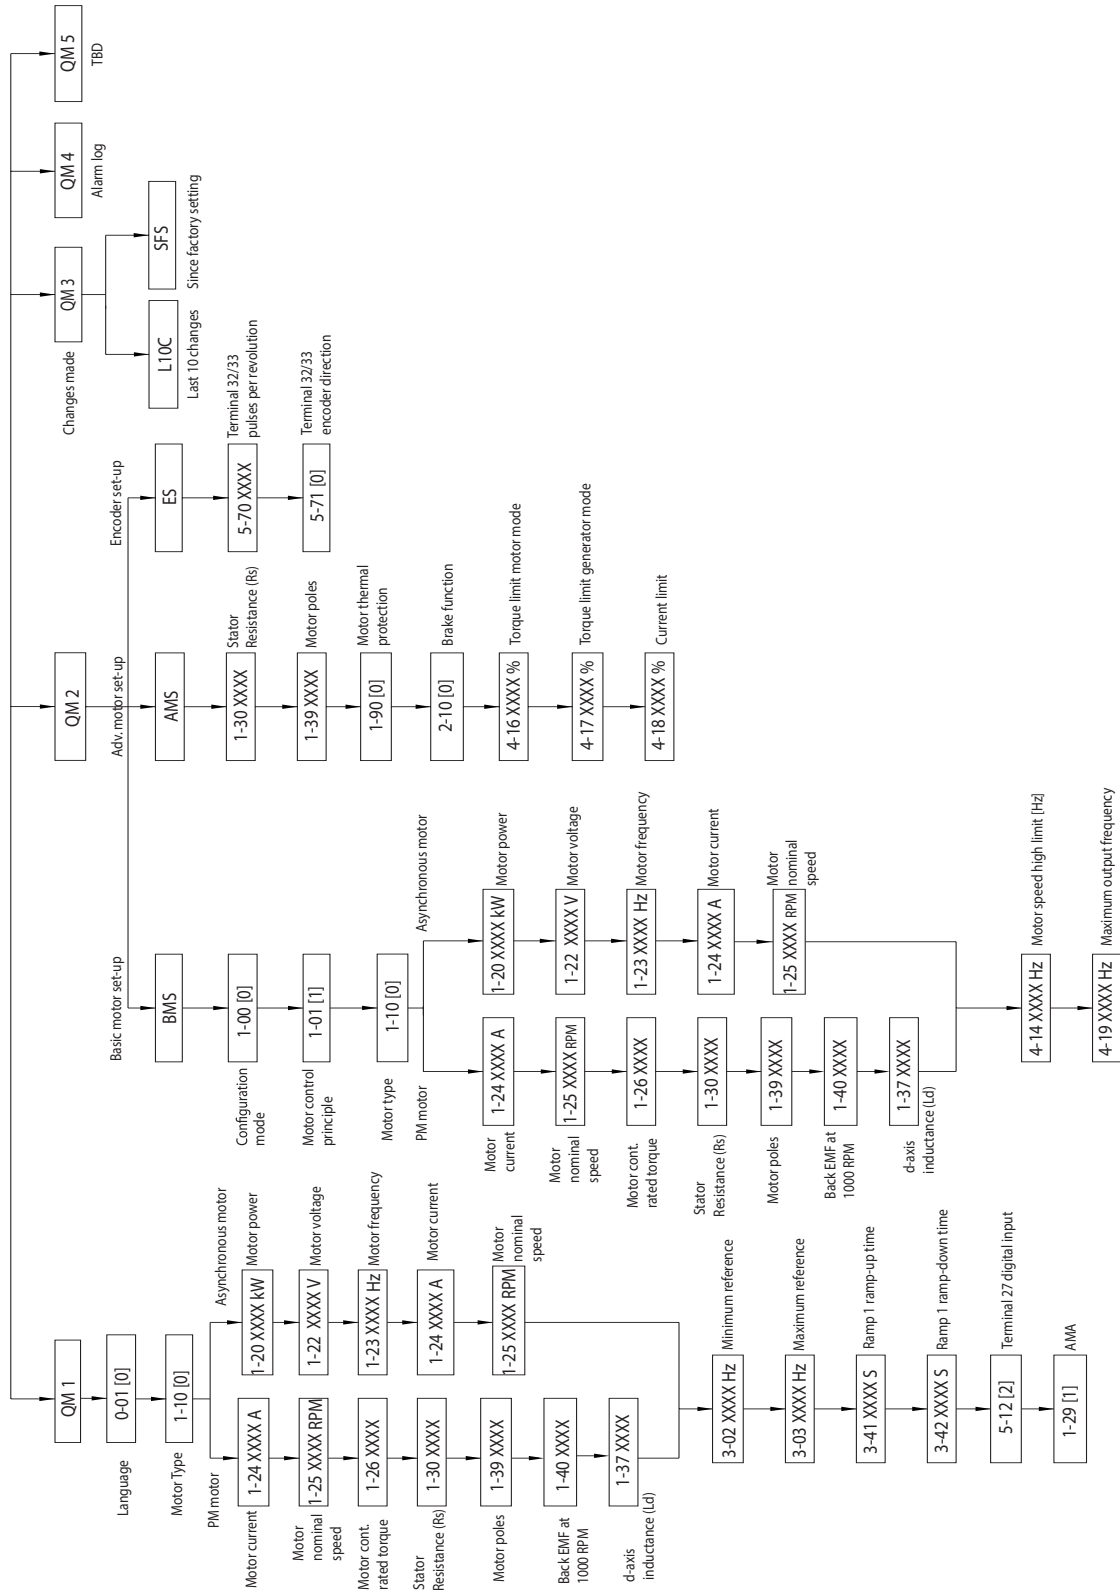 QM 1
0-01 [0]
Language
1-10 [0]
Motor Type
PM motor
1-24 XXXX A
Motor current
1-25 XXXX RPM
Motor
nominal
speed
1-26 XXXX
Motor cont.
rated torque
1-30 XXXX
Stator
Resistance (Rs)
1-39 XXXX
Motor poles
1-40 XXXX
Back EMF at
1000 RPM
1-37 XXXX
d-axis
inductance (Ld)
Asynchronous motor
1-20 XXXX kW
Motor power
1-22 XXXX V
Motor voltage
1-23 XXXX Hz
Motor frequency
1-24 XXXX A
Motor current
1-25 XXXX RPM
Motor
nominal
speed
3-02 XXXX Hz
Minimum reference
3-03 XXXX Hz
Maximum reference
3-41 XXXX S
Ramp 1 ramp-up time
3-42 XXXX S
Ramp 1 ramp-down time
5-12 [2]
Terminal 27 digital input
1-29 [1]
AMA
QM 2
Basic motor set-up
BMS
1-00 [0]
Configuration
mode
1-01 [1]
Motor control
principle
1-10 [0]
Motor type
PM motor
1-24 XXXX A
Motor
current
1-25 XXXX RPM
Motor
nominal
speed
1-26 XXXX
Motor cont.
rated torque
1-30 XXXX
Stator
Resistance (Rs)
1-39 XXXX
Motor poles
1-40 XXXX
Back EMF at
1000 RPM
1-37 XXXX
d-axis
inductance (Ld)
Asynchronous motor
1-20 XXXX kW
Motor power
1-22 XXXX V
Motor voltage
1-23 XXXX Hz
Motor frequency
1-24 XXXX A
Motor current
1-25 XXXX RPM
Motor
nominal
speed
4-14 XXXX Hz
Motor speed high limit [Hz]
4-19 XXXX Hz
Maximum output frequency
Adv. motor set-up
AMS
1-30 XXXX
Stator
Resistance (Rs)
1-39 XXXX
Motor poles
1-90 [0]
Motor thermal
protection
2-10 [0]
Brake function
4-16 XXXX %
Torque limit motor mode
4-17 XXXX %
Torque limit generator mode
4-18 XXXX %
Current limit
Encoder set-up
ES
5-70 XXXX
Terminal 32/33
pulses per revolution
5-71 [0]
Terminal 32/33
encoder direction
QM 3
Changes made
L10C
Last 10 changes
SFS
Since factory setting
QM 4
Alarm log
QM 5
TBD